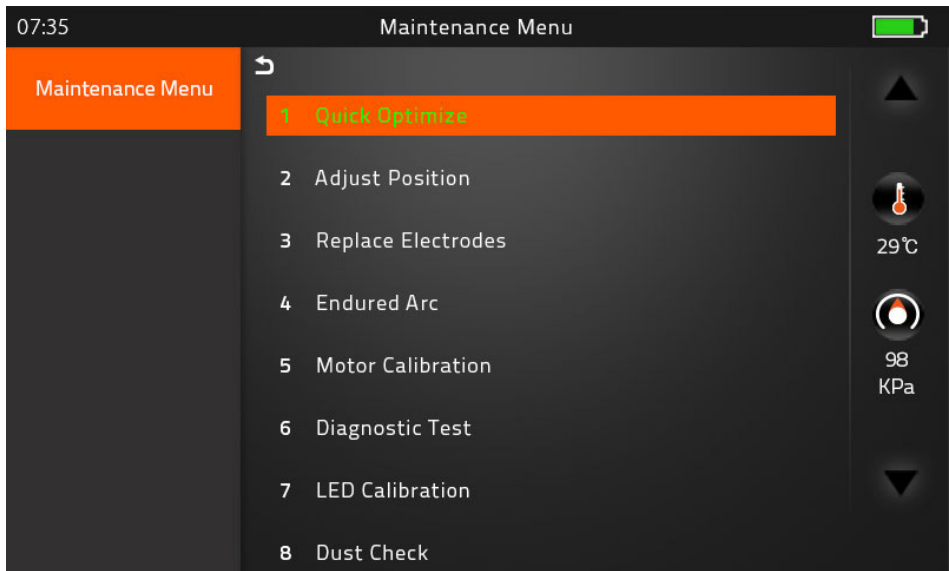 07:35
Maintenance Menu
Maintenance Menu
1 Quick Optimize
2 Adjust Position
3 Replace Electrodes
4 Endured Arc
5 Motor Calibration
6 Diagnostic Test
7 LED Calibration
8 Dust Check
29℃
98
KPa